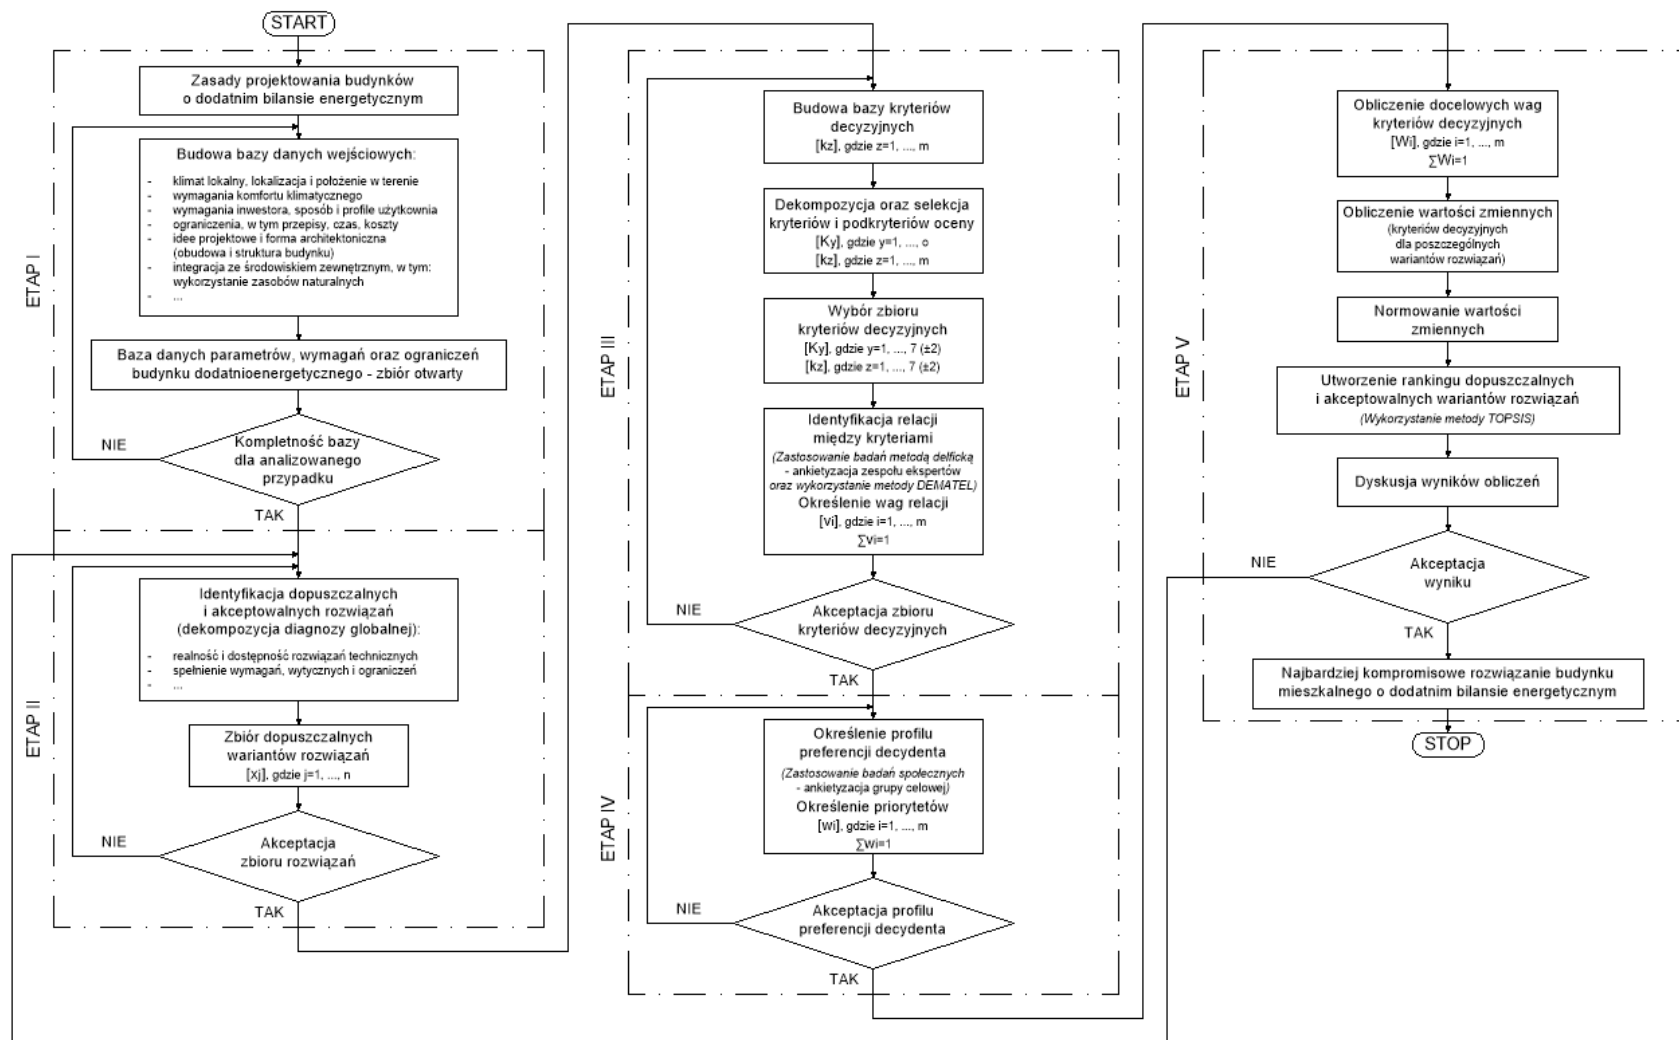 START
ETAP I
Zasady projektowania budynków
o dodatnim bilansie energetycznym
Budowa bazy danych wejściowych:
- klimat lokalny, lokalizacja i położenie w terenie
- wymagania komfortu klimatycznego
- wymagania inwestora, sposób i profile użytkownia
- ograniczenia, w tym przepisy, czas, koszty
- idee projektowe i forma architektoniczna
(obudowa i struktura budynku)
- integracja ze środowiskiem zewnętrznym, w tym:
wykorzystanie zasobów naturalnych
- ...
Baza danych parametrów, wymagań oraz ograniczeń
budynku dodatnioenergetycznego - zbiór otwarty
NIE
Kompletność bazy
dla analizowanego
przypadku
TAK
ETAP II
Identyfikacja dopuszczalnych
i akceptowalnych rozwiązań
(dekompozycja diagnozy globalnej):
- realność i dostępność rozwiązań technicznych
- spełnienie wymagań, wytycznych i ograniczeń
- ...
Zbiór dopuszczalnych
wariantów rozwiązań
[xj], gdzie j=1, ..., n
NIE
Akceptacja
zbioru rozwiązań
TAK
ETAP III
Budowa bazy kryteriów
decyzyjnych
[kz], gdzie z=1, ..., m
Dekompozycja oraz selekcja
kryteriów i podkryteriów oceny
[Ky], gdzie y=1, ..., o
[kz], gdzie z=1, ..., m
Wybór zbioru
kryteriów decyzyjnych
[Ky], gdzie y=1, ..., 7 (±2)
[kz], gdzie z=1, ..., 7 (±2)
Identyfikacja relacji
między kryteriami
(Zastosowanie badań metodą delficką
- ankietyzacja zespołu ekspertów
oraz wykorzystanie metody DEMATEL)
Określenie wag relacji
[vi], gdzie i=1, ..., m
∑vi=1
NIE
Akceptacja zbioru
kryteriów decyzyjnych
TAK
ETAP IV
Określenie profilu
preferencji decydenta
(Zastosowanie badań społecznych
- ankietyzacja grupy celowej)
Określenie priorytetów
[wi], gdzie i=1, ..., m
∑wi=1
NIE
Akceptacja profilu
preferencji decydenta
TAK
ETAP V
Obliczenie docelowych wag
kryteriów decyzyjnych
[Wi], gdzie i=1, ..., m
∑Wi=1
Obliczenie wartości zmiennych
(kryteriów decyzyjnych
dla poszczególnych
wariantów rozwiązań)
Normowanie wartości
zmiennych
Utworzenie rankingu dopuszczalnych
i akceptowalnych wariantów rozwiązań
(Wykorzystanie metody TOPSIS)
Dyskusja wyników obliczeń
NIE
Akceptacja
wyniku
TAK
Najbardziej kompromisowe rozwiązanie budynku
mieszkalnego o dodatnim bilansie energetycznym
STOP